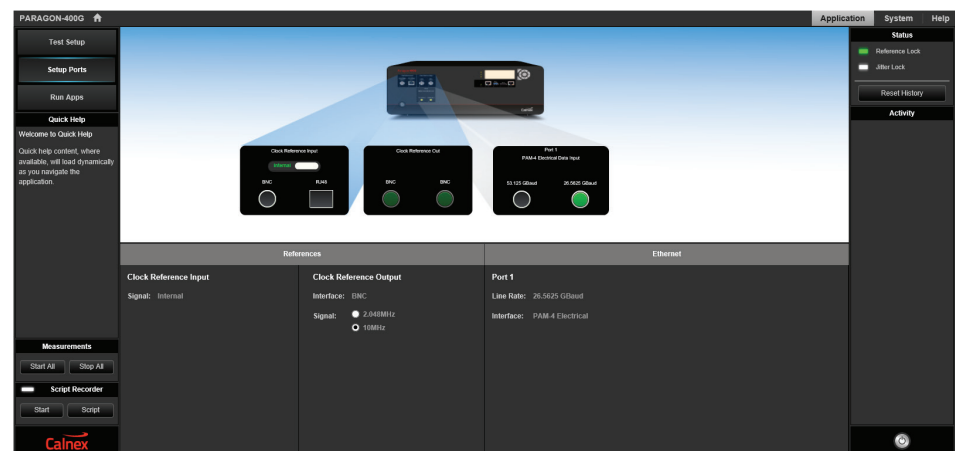 PARAGON-400G
Application System Help
Test Setup
Setup Ports
Run Apps
Quick Help
Welcome to Quick Help
Quick help content, where
available, will load dynamically
as you navigate the
application.
Measurements
Start All Stop All
Script Recorder
Start Script
Calnex
Clock Reference Input
Internal
BNC RJ48
Clock Reference Out
BNC BNC
Port 1
PAM-4 Electrical Data Input
53.125 GBaud 26.5625 GBaud
References
Ethernet
Clock Reference Input
Signal: Internal
Clock Reference Output
Interface: BNC
Signal: 2.048MHz
10MHz
Port 1
Line Rate: 26.5625 GBaud
Interface: PAM-4 Electrical
Status
Reference Lock
Jitter Lock
Reset History
Activity